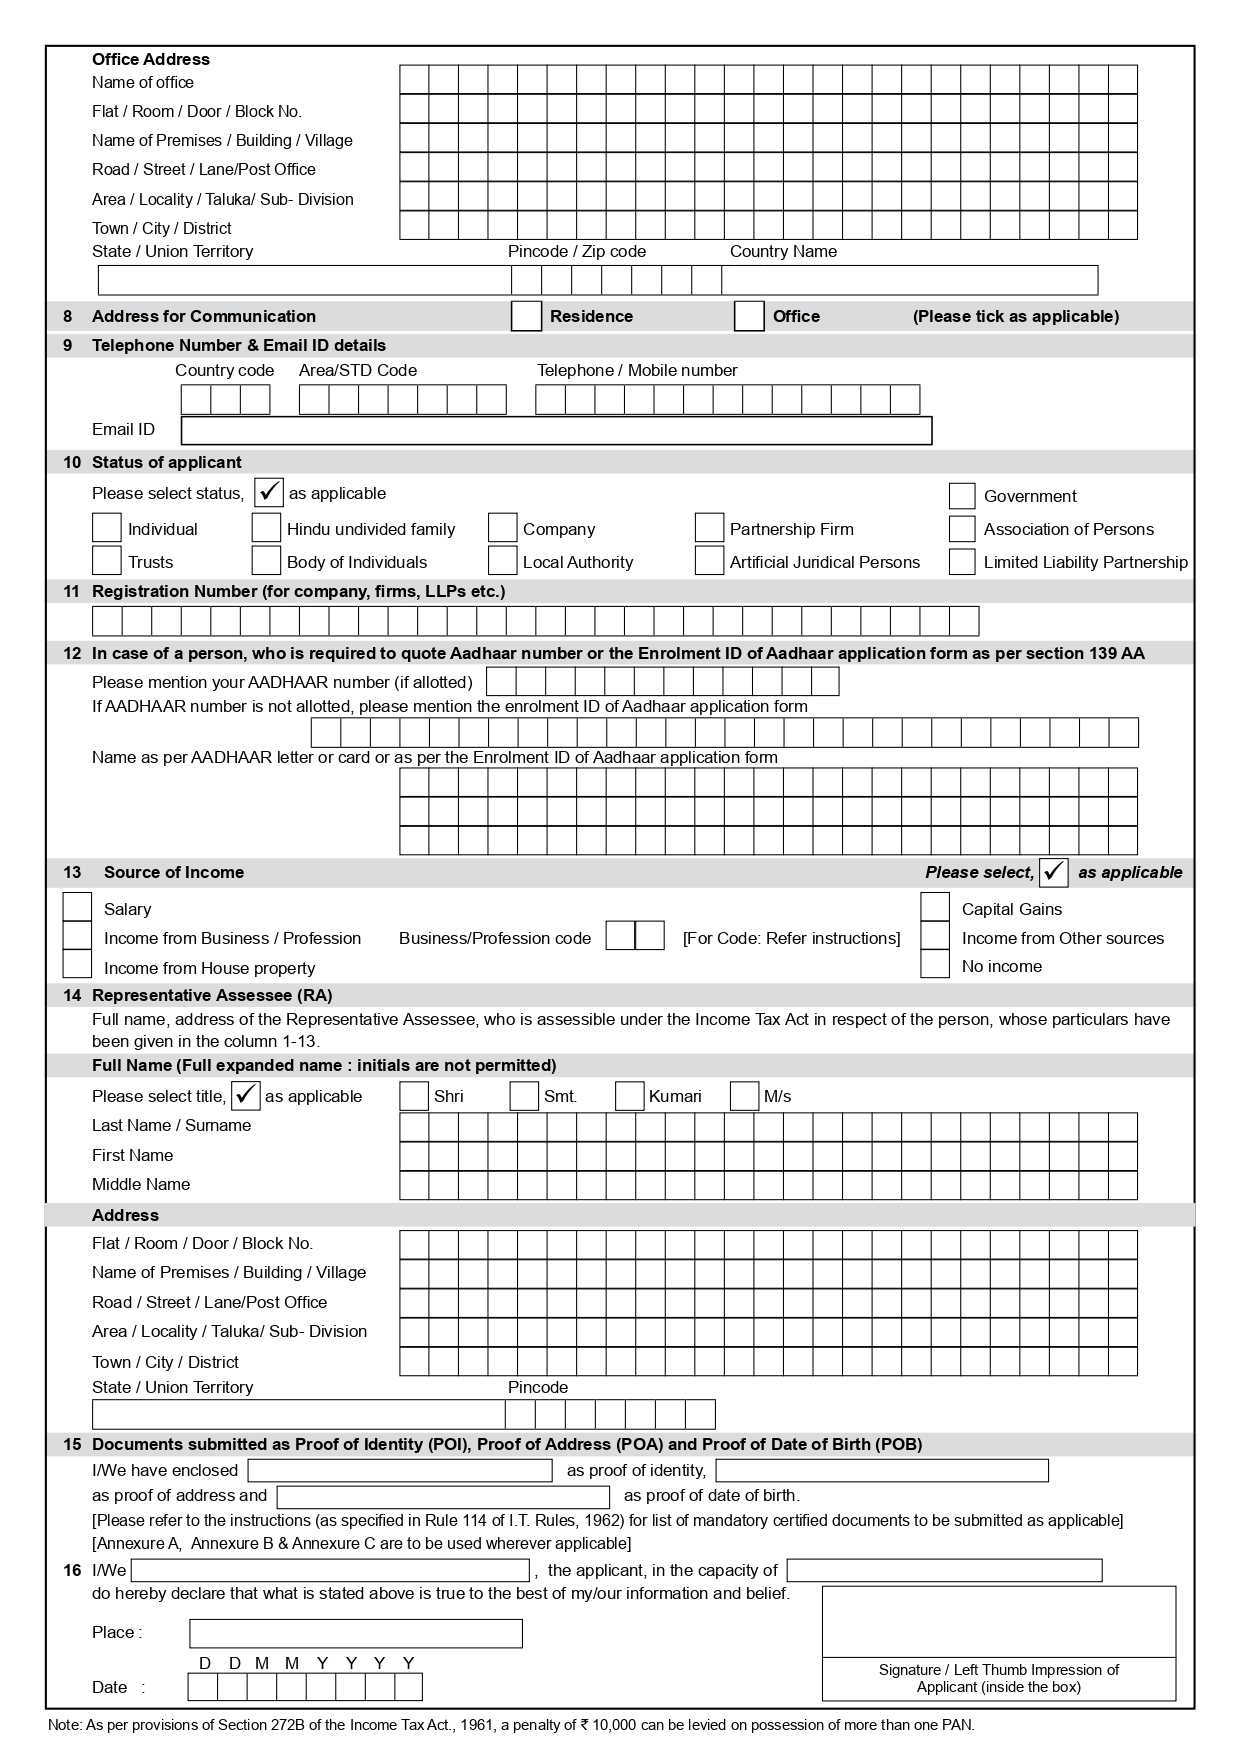 Office Address
Name of office
Flat / Room / Door / Block No.
Name of Premises / Building / Village
Road / Street / Lane/Post Office
Area / Locality / Taluka/ Sub- Division
Town / City / District
State / Union Territory Pincode / Zip code Country Name
8 Address for Communication Residence Office (Please tick as applicable)
9 Telephone Number & Email ID details
Country code Area/STD Code Telephone / Mobile number
Email ID
10 Status of applicant
Please select status, ✓ as applicable Government
Individual Hindu undivided family Company Partnership Firm Association of Persons
Trusts Body of Individuals Local Authority Artificial Juridical Persons Limited Liability Partnership
11 Registration Number (for company, firms, LLPs etc.)
12 In case of a person, who is required to quote Aadhaar number or the Enrolment ID of Aadhaar application form as per section 139 AA
Please mention your AADHAAR number (if allotted)
If AADHAAR number is not allotted, please mention the enrolment ID of Aadhaar application form
Name as per AADHAAR letter or card or as per the Enrolment ID of Aadhaar application form
13 Source of Income Please select, ✓ as applicable
Salary Capital Gains
Income from Business / Profession Business/Profession code [For Code: Refer instructions] Income from Other sources
Income from House property No income
14 Representative Assessee (RA)
Full name, address of the Representative Assessee, who is assessible under the Income Tax Act in respect of the person, whose particulars have
been given in the column 1-13.
Full Name (Full expanded name : initials are not permitted)
Please select title, ✓ as applicable Shri Smt. Kumari M/s
Last Name / Surname
First Name
Middle Name
Address
Flat / Room / Door / Block No.
Name of Premises / Building / Village
Road / Street / Lane/Post Office
Area / Locality / Taluka/ Sub- Division
Town / City / District
State / Union Territory Pincode
15 Documents submitted as Proof of Identity (POI), Proof of Address (POA) and Proof of Date of Birth (POB)
I/We have enclosed as proof of identity,
as proof of address and as proof of date of birth.
[Please refer to the instructions (as specified in Rule 114 of I.T. Rules, 1962) for list of mandatory certified documents to be submitted as applicable]
[Annexure A, Annexure B & Annexure C are to be used wherever applicable]
16 I/We , the applicant, in the capacity of
do hereby declare that what is stated above is true to the best of my/our information and belief.
Place :
D D M M Y Y Y Y
Date :
Signature / Left Thumb Impression of
Applicant (inside the box)
Note: As per provisions of Section 272B of the Income Tax Act., 1961, a penalty of ₹ 10,000 can be levied on possession of more than one PAN.